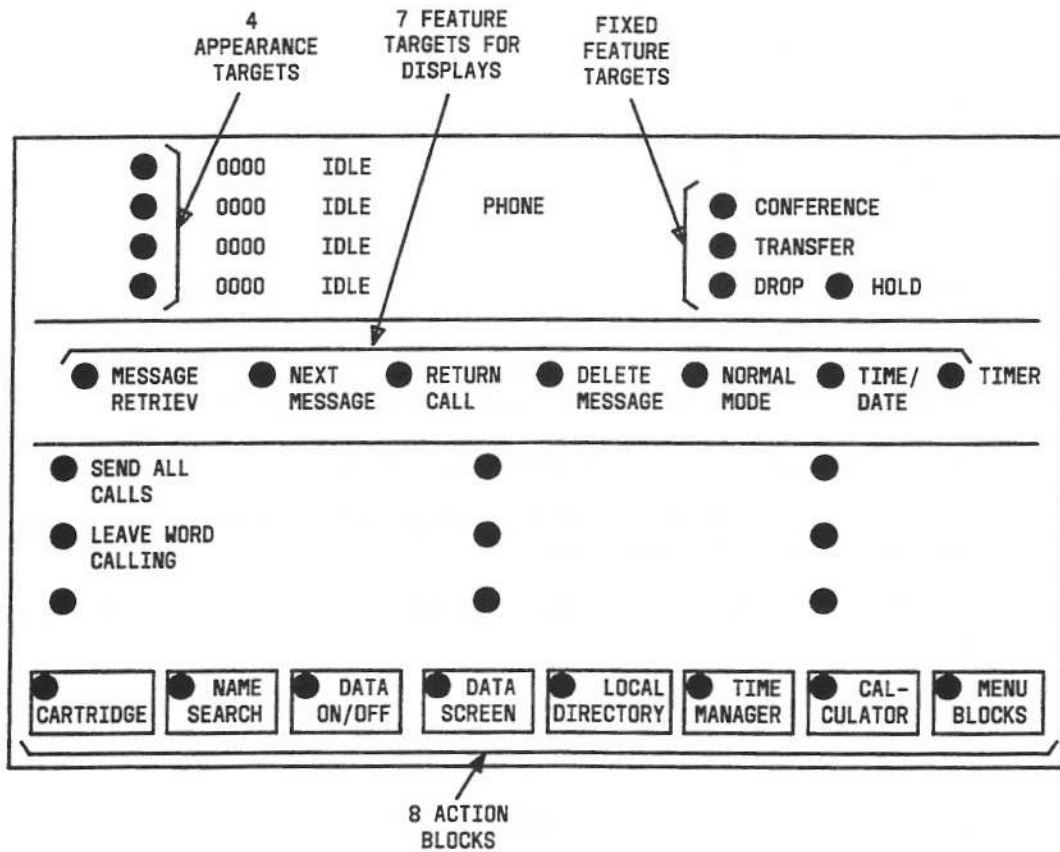 4
APPEARANCE
TARGETS
7 FEATURE
TARGETS FOR
DISPLAYS
FIXED
FEATURE
TARGETS
0000 IDLE
0000 IDLE PHONE CONFERENCE
0000 IDLE TRANSFER
0000 IDLE DROP HOLD
MESSAGE NEXT RETURN DELETE NORMAL TIME/ TIMER
RETRIEV MESSAGE CALL MESSAGE MODE DATE
SEND ALL
CALLS
LEAVE WORD
CALLING
CARTRIDGE
NAME
SEARCH
DATA
ON/OFF
DATA
SCREEN
LOCAL
DIRECTORY
TIME
MANAGER
CAL-
CULATOR
MENU
BLOCKS
8 ACTION
BLOCKS